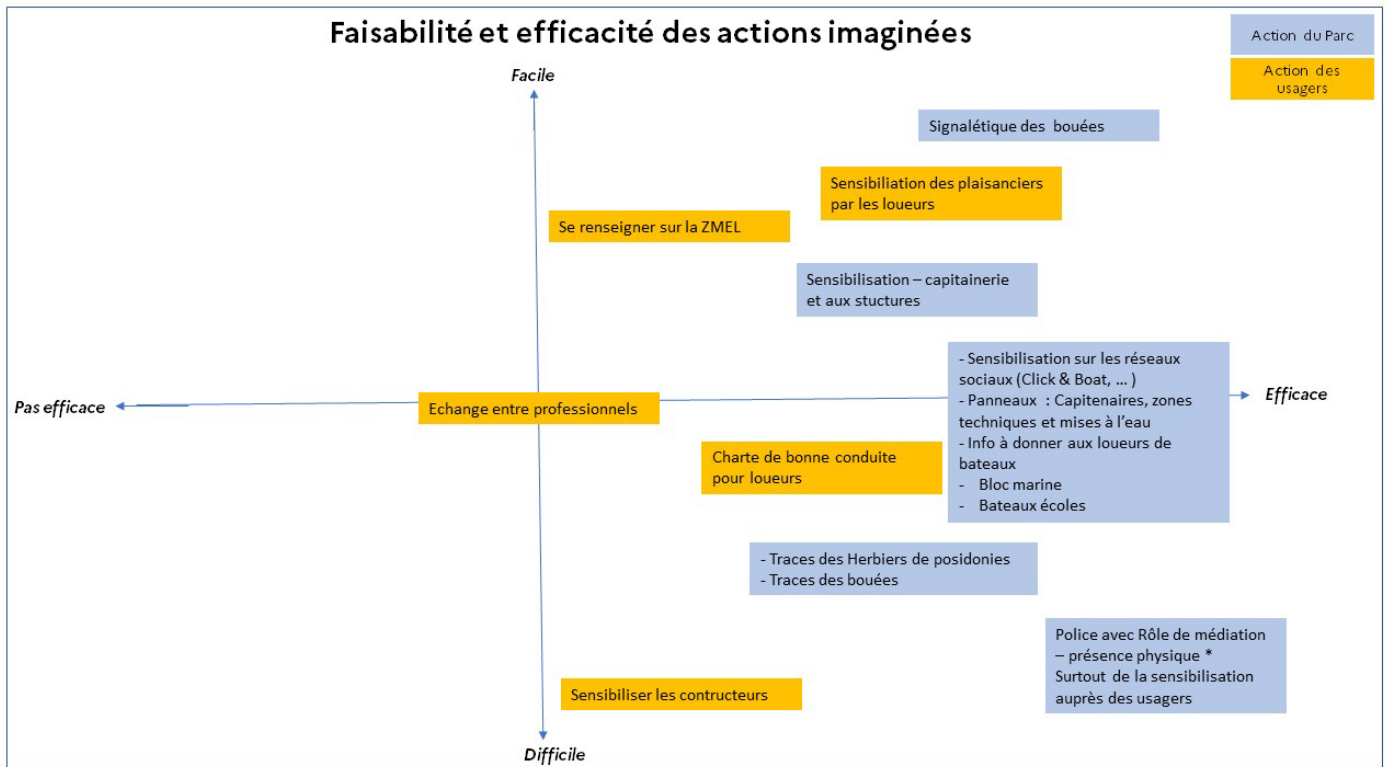 Faisabilité et efficacité des actions imaginées
Action du Parc
Action des
usagers
Facile
Signalétique des bouées
Sensibiliation des plaisanciers
par les loueurs
Se renseigner sur la ZMEL
Sensibilisation – capitainerie
et aux stuctures
- Sensibilisation sur les réseaux
sociaux (Click & Boat, ... )
- Panneaux : Capitenaires, zones
techniques et mises à l'eau
- Info à donner aux loueurs de
bateaux
- Bloc marine
- Bateaux écoles
Pas efficace
Echange entre professionnels
Efficace
Charte de bonne conduite
pour loueurs
- Traces des Herbiers de posidonies
- Traces des bouées
Police avec Rôle de médiation
– présence physique *
Surtout de la sensibilisation
auprès des usagers
Sensibiliser les contructeurs
Difficile